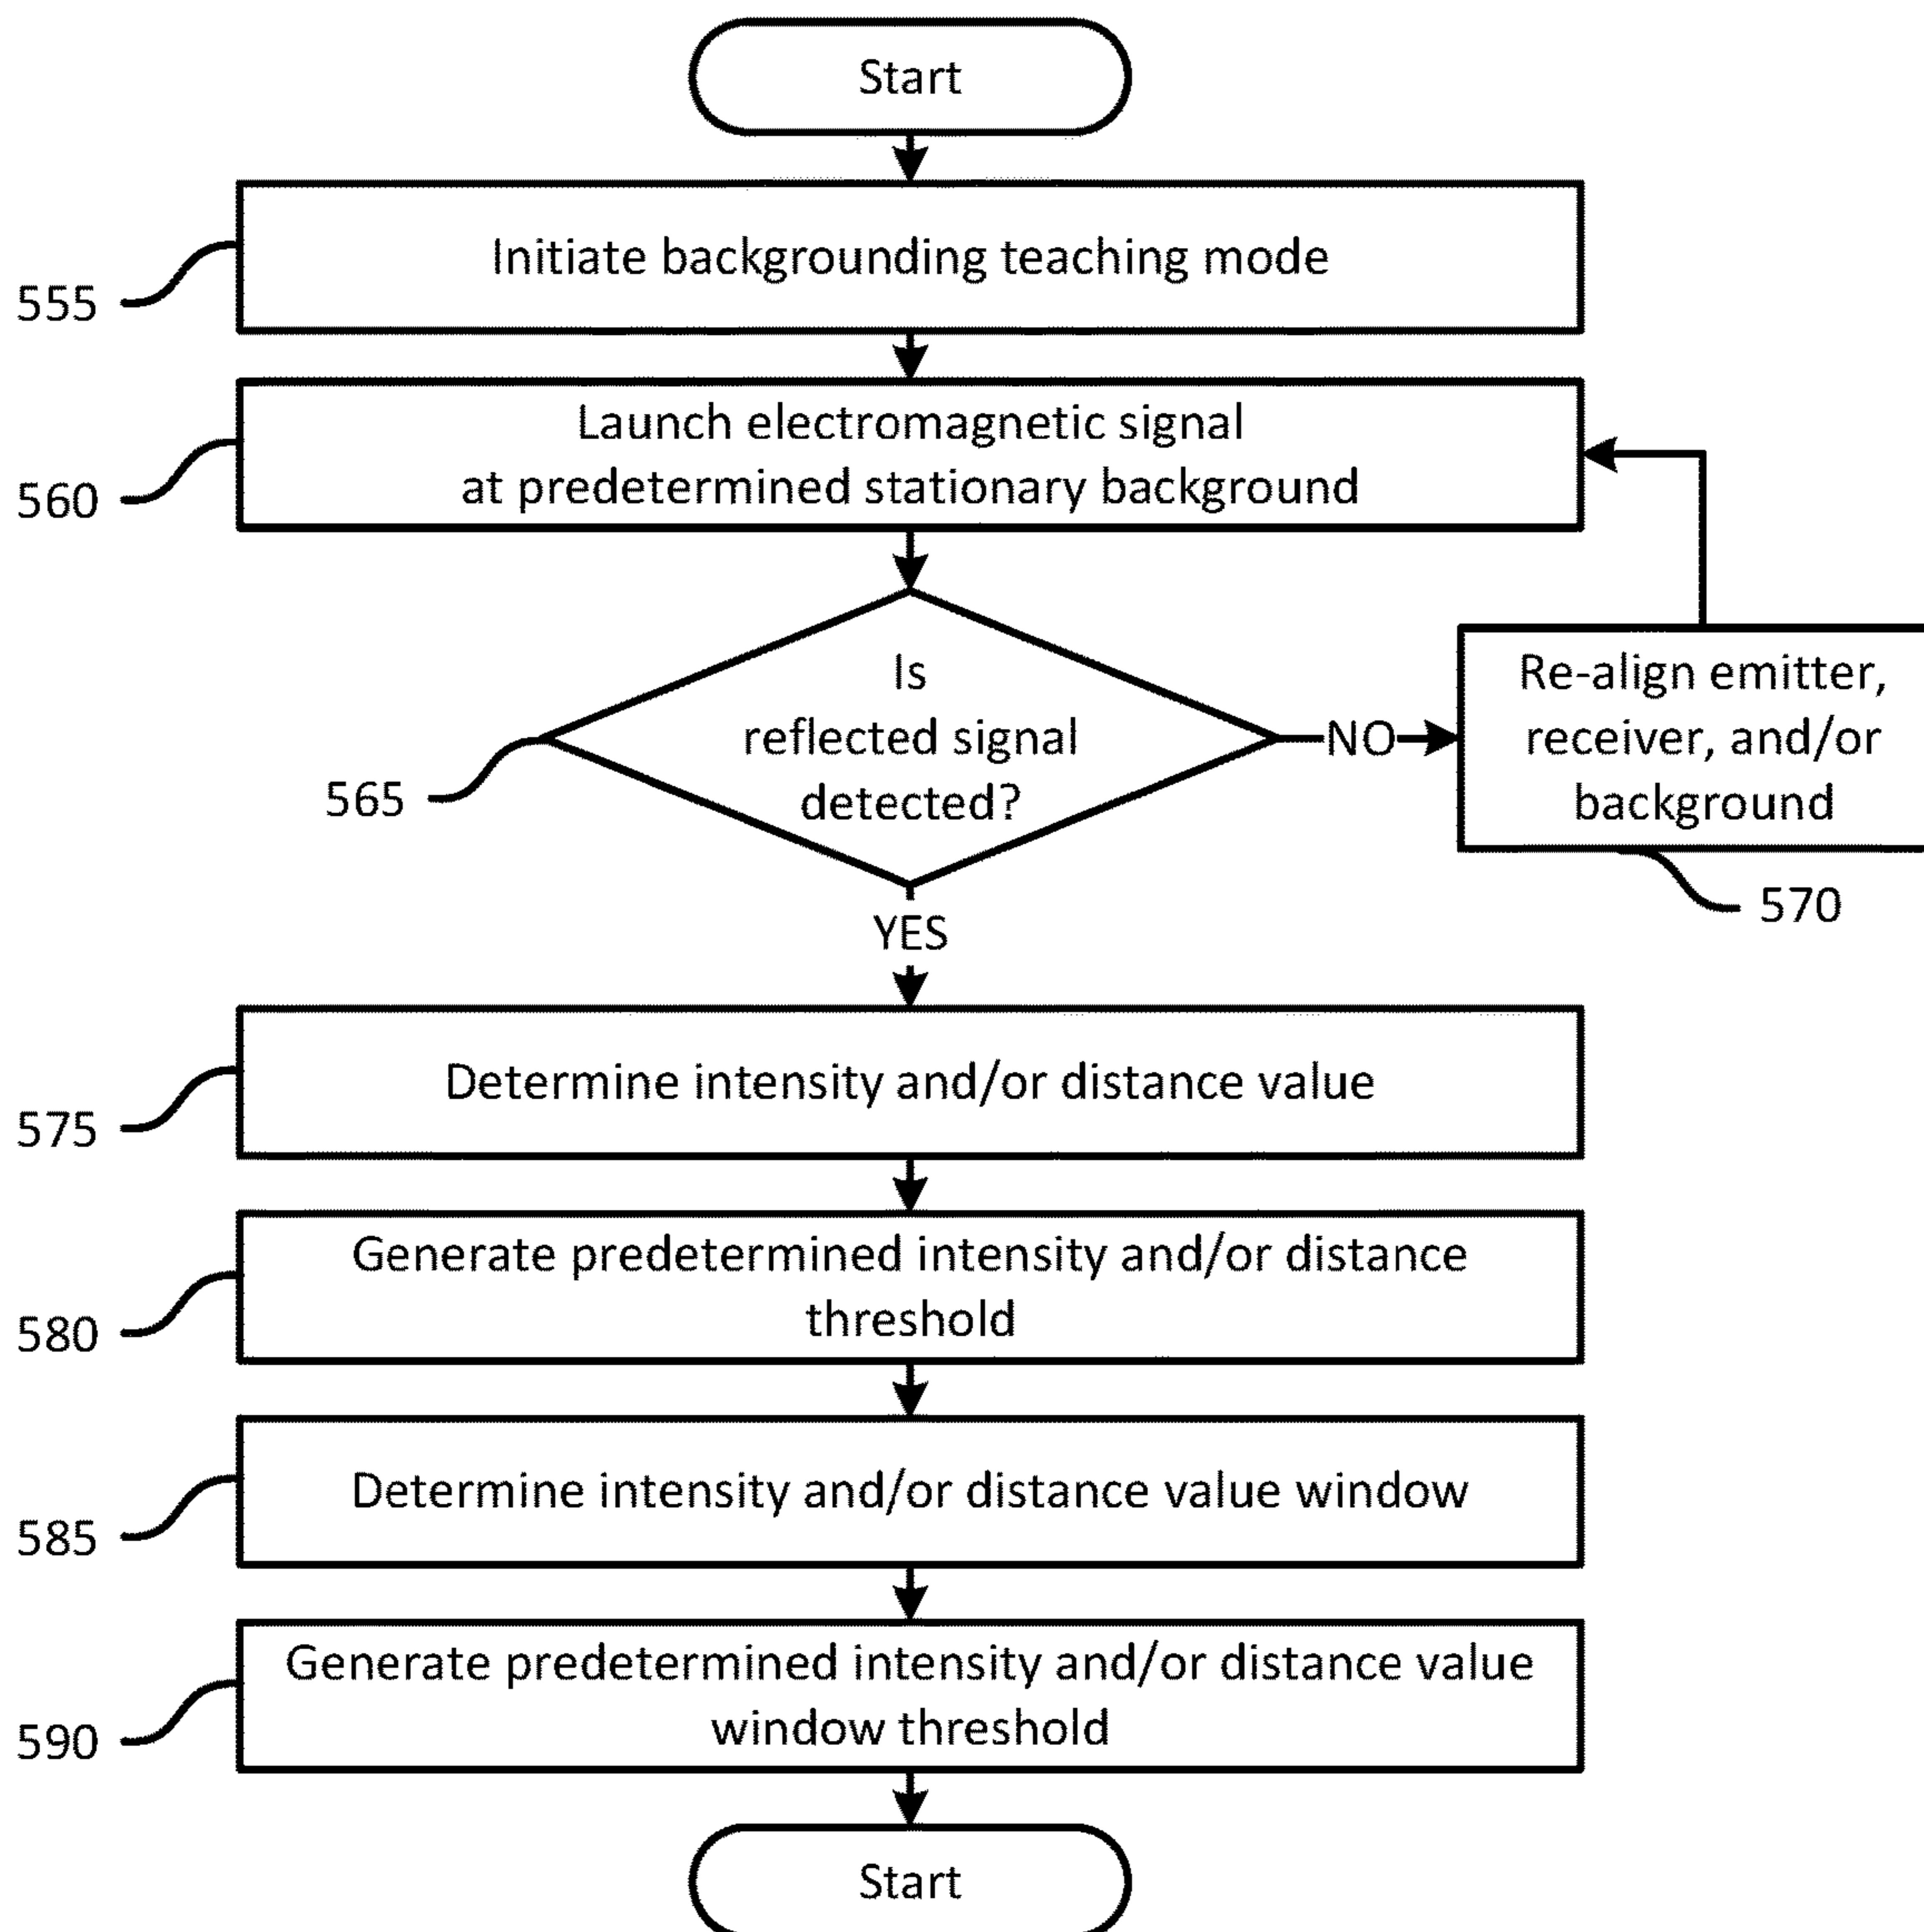 Start
Initiate backgrounding teaching mode
555
Launch electromagnetic signal
at predetermined stationary background
560
Is
reflected signal
detected?
565
NO
Re-align emitter,
receiver, and/or
background
570
YES
Determine intensity and/or distance value
575
Generate predetermined intensity and/or distance
threshold
580
Determine intensity and/or distance value window
585
Generate predetermined intensity and/or distance value
window threshold
590
Start